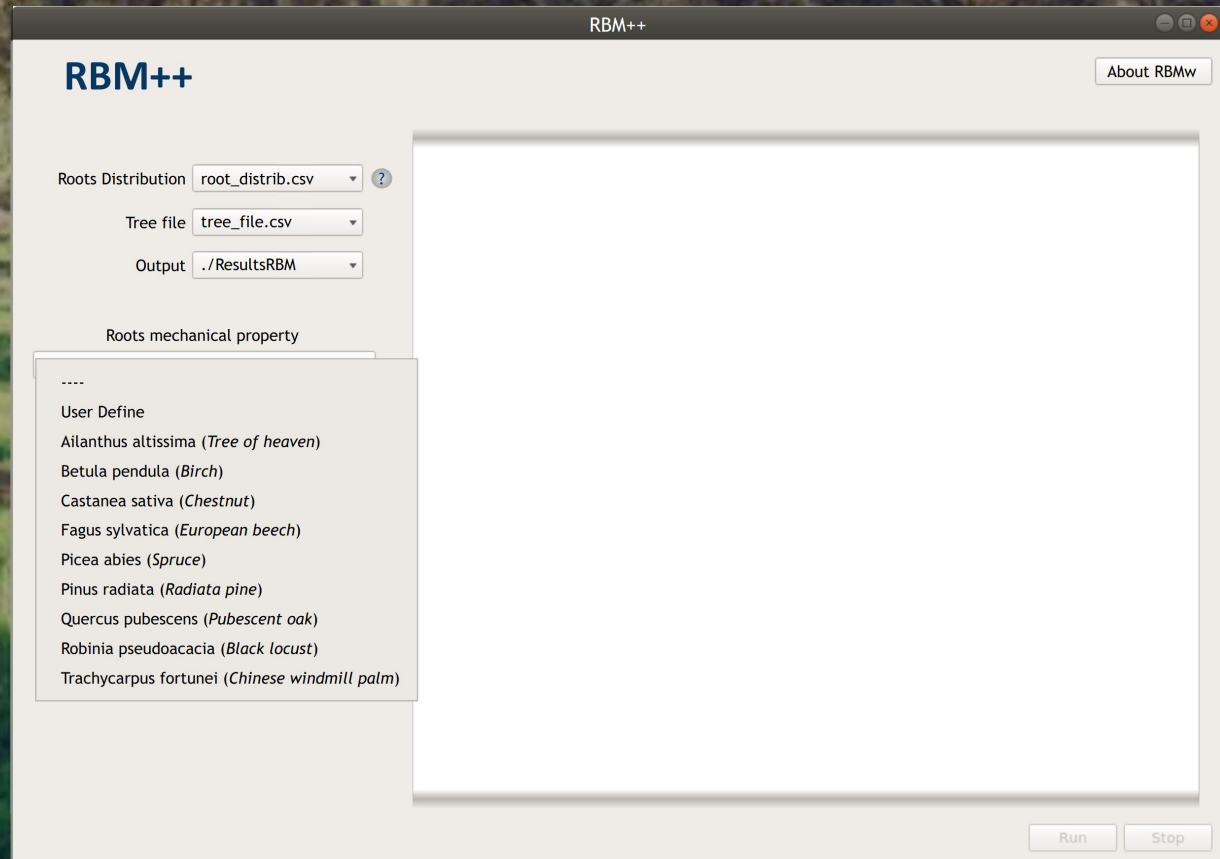 RBM++
RBM++
About RBMw
Roots Distribution root_distrib.csv ?
Tree file tree_file.csv
Output ./ResultsRBM
Roots mechanical property
----
User Define
Ailanthus altissima (Tree of heaven)
Betula pendula (Birch)
Castanea sativa (Chestnut)
Fagus sylvatica (European beech)
Picea abies (Spruce)
Pinus radiata (Radiata pine)
Quercus pubescens (Pubescent oak)
Robinia pseudoacacia (Black locust)
Trachycarpus fortunei (Chinese windmill palm)
Run Stop